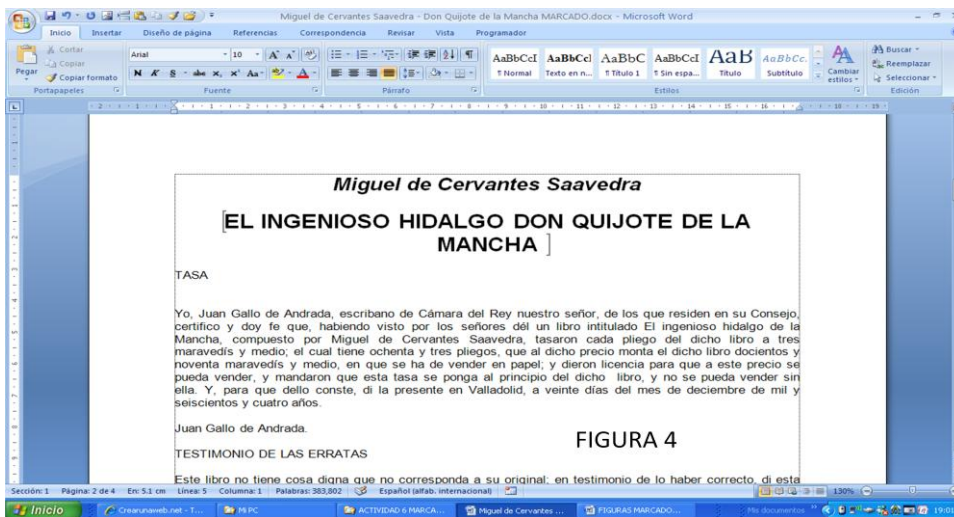 Miguel de Cervantes Saavedra - Don Quijote de la Mancha MARCADO.docx - Microsoft Word
Inicio Insertar Diseño de página Referencias Correspondencia Revisar Vista Programador
Cortar
Copiar
Pegar
Copiar formato
Portapapeles
Arial 10
N K S abe x, x² Aa
Fuente
Párrafo
AaBbCcI AaBbCcI AaBbC AaBbCcI AaB AaBbCc.
¶ Normal Texto en n... ¶ Título 1 ¶ Sin espa... Título Subtítulo
Cambiar estilos
Estilos
Buscar
Reemplazar
Seleccionar
Edición
Miguel de Cervantes Saavedra
[EL INGENIOSO HIDALGO DON QUIJOTE DE LA
MANCHA ]
TASA
Yo, Juan Gallo de Andrada, escribano de Cámara del Rey nuestro señor, de los que residen en su Consejo,
certifico y doy fe que, habiendo visto por los señores dél un libro intitulado El ingenioso hidalgo de la
Mancha, compuesto por Miguel de Cervantes Saavedra, tasaron cada pliego del dicho libro a tres
maravedís y medio; el cual tiene ochenta y tres pliegos, que al dicho precio monta el dicho libro docientos y
noventa maravedís y medio, en que se ha de vender en papel; y dieron licencia para que a este precio se
pueda vender, y mandaron que esta tasa se ponga al principio del dicho libro, y no se pueda vender sin
ella. Y, para que dello conste, di la presente en Valladolid, a veinte días del mes de deciembre de mil y
seiscientos y cuatro años.
Juan Gallo de Andrada.
FIGURA 4
TESTIMONIO DE LAS ERRATAS
Este libro no tiene cosa digna que no corresponda a su original; en testimonio de lo haber correcto, di esta
Sección: 1 Página: 2 de 4 En: 5.1 cm Línea: 5 Columna: 1 Palabras: 383,802 Español (alfab. internacional) 130%
Inicio Crearunaweb.net - T... MI PC ACTIVIDAD 6 MARCA... Miguel de Cervantes ... FIGURAS MARCADO... Mis documentos 19:01